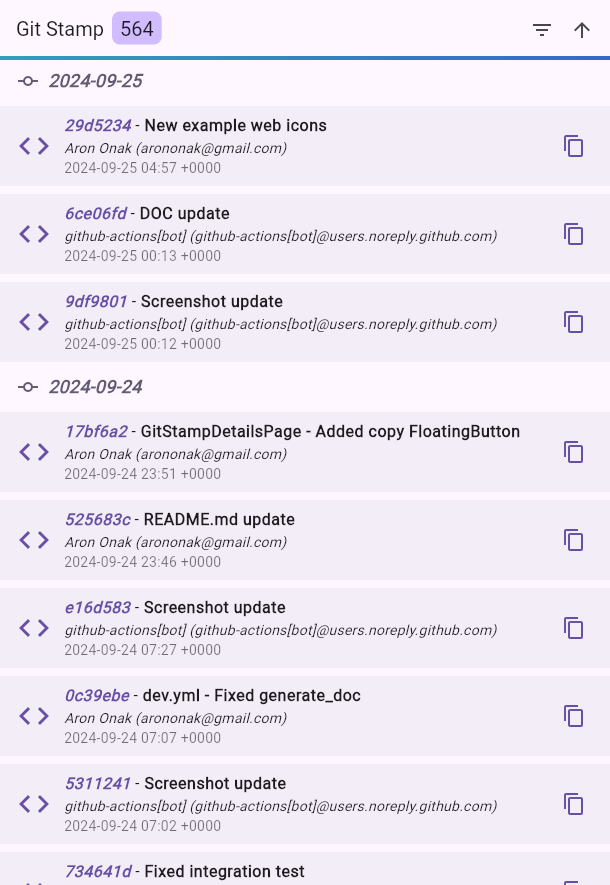 Git Stamp 564
2024-09-25
29d5234 - New example web icons
Aron Onak (arononak@gmail.com)
2024-09-25 04:57 +0000
6ce06fd - DOC update
github-actions[bot] (github-actions[bot]@users.noreply.github.com)
2024-09-25 00:13 +0000
9df9801 - Screenshot update
github-actions[bot] (github-actions[bot]@users.noreply.github.com)
2024-09-25 00:12 +0000
2024-09-24
17bf6a2 - GitStampDetailsPage - Added copy FloatingButton
Aron Onak (arononak@gmail.com)
2024-09-24 23:51 +0000
525683c - README.md update
Aron Onak (arononak@gmail.com)
2024-09-24 23:46 +0000
e16d583 - Screenshot update
github-actions[bot] (github-actions[bot]@users.noreply.github.com)
2024-09-24 07:27 +0000
0c39ebe - dev.yml - Fixed generate_doc
Aron Onak (arononak@gmail.com)
2024-09-24 07:07 +0000
5311241 - Screenshot update
github-actions[bot] (github-actions[bot]@users.noreply.github.com)
2024-09-24 07:02 +0000
734641d - Fixed integration test